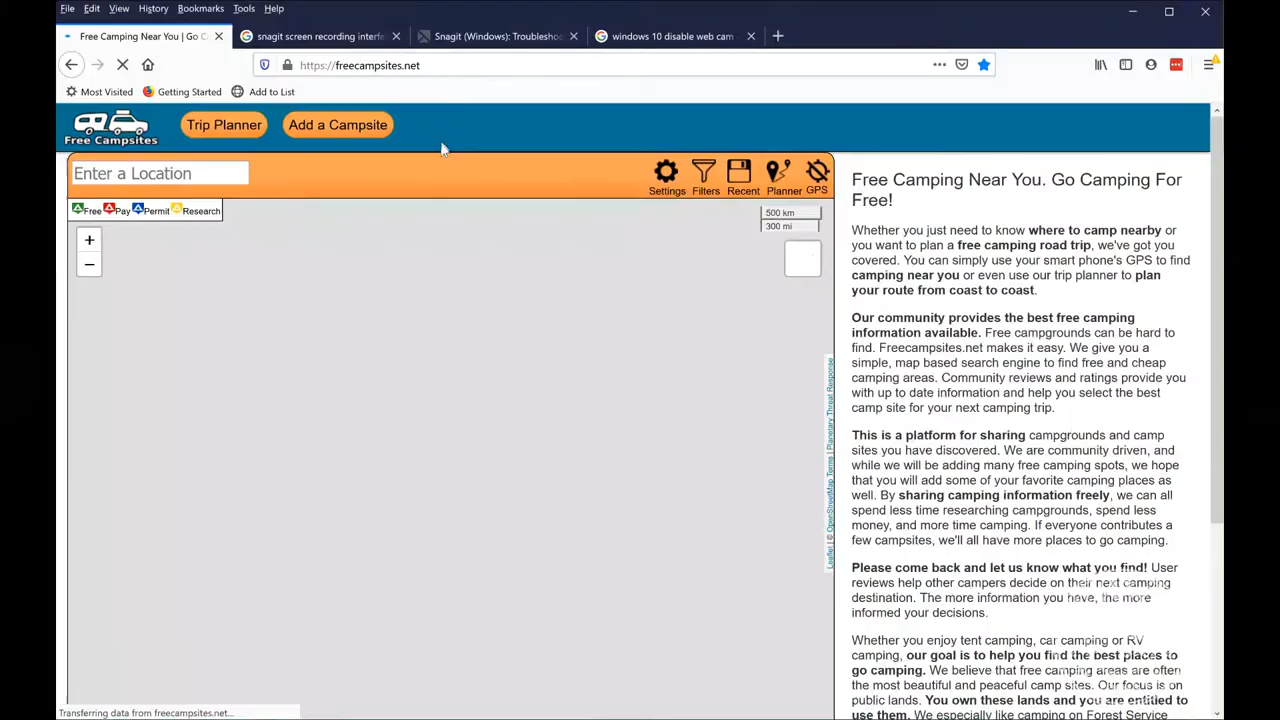 File Edit View History Bookmarks Tools Help
Free Camping Near You | Go C
snagit screen recording interfe
Snagit (Windows): Troublesho
windows 10 disable web cam
https://freecampsites.net
Most Visited Getting Started Add to List
Free Campsites
Trip Planner Add a Campsite
Enter a Location
Settings Filters Recent Planner GPS
Free Pay Permit Research
500 km
300 mi
+
−
Leaflet | © OpenStreetMap Terms | Planetary Threat Response
Free Camping Near You. Go Camping For
Free!
Whether you just need to know where to camp nearby or
you want to plan a free camping road trip, we've got you
covered. You can simply use your smart phone's GPS to find
camping near you or even use our trip planner to plan
your route from coast to coast.
Our community provides the best free camping
information available. Free campgrounds can be hard to
find. Freecampsites.net makes it easy. We give you a
simple, map based search engine to find free and cheap
camping areas. Community reviews and ratings provide you
with up to date information and help you select the best
camp site for your next camping trip.
This is a platform for sharing campgrounds and camp
sites you have discovered. We are community driven, and
while we will be adding many free camping spots, we hope
that you will add some of your favorite camping places as
well. By sharing camping information freely, we can all
spend less time researching campgrounds, spend less
money, and more time camping. If everyone contributes a
few campsites, we'll all have more places to go camping.
Please come back and let us know what you find! User
reviews help other campers decide on their next camping
destination. The more information you have, the more
informed your decisions.
Whether you enjoy tent camping, car camping or RV
camping, our goal is to help you find the best places to
go camping. We believe that free camping areas are often
the most beautiful and peaceful camp sites. Our focus is on
public lands. You own these lands and you are entitled to
use them. We especially like camping on Forest Service
Transferring data from freecampsites.net...